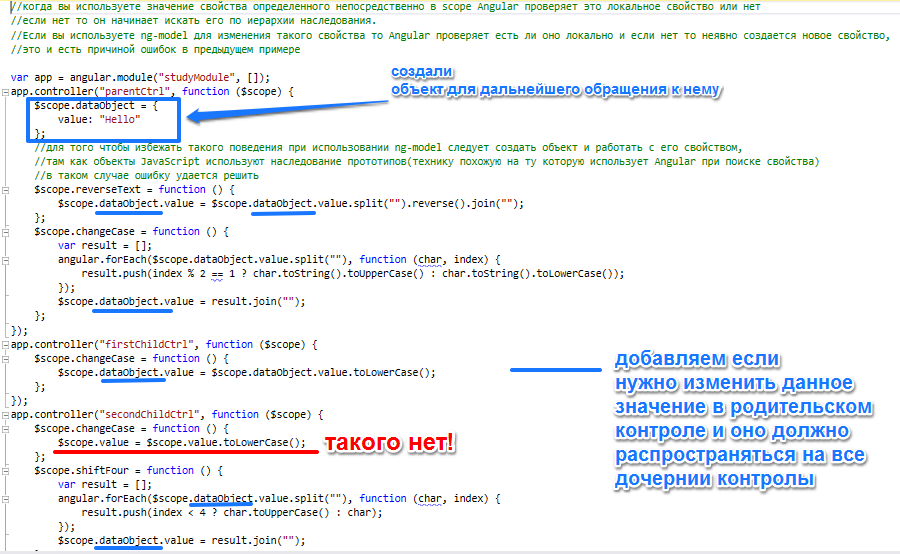 //когда вы используете значение свойства определенного непосредственно в scope Angular проверяет это локальное свойство или нет
//если нет то он начинает искать его по иерархии наследования.
//Если вы используете ng-model для изменения такого свойства то Angular проверяет есть ли оно локально и если нет то неявно создается новое свойство,
//это и есть причиной ошибок в предыдущем примере
var app = angular.module("studyModule", []);
app.controller("parentCtrl", function ($scope) {
создали
объект для дальнейшего обращения к нему
$scope.dataObject = {
value: "Hello"
};
//для того чтобы избежать такого поведения при использовании ng-model следует создать объект и работать с его свойством,
//там как объекты JavaScript используют наследование прототипов(технику похожую на ту которую использует Angular при поиске свойства)
//в таком случае ошибку удается решить
$scope.reverseText = function () {
$scope.dataObject.value = $scope.dataObject.value.split("").reverse().join("");
};
$scope.changeCase = function () {
var result = [];
angular.forEach($scope.dataObject.value.split(""), function (char, index) {
result.push(index % 2 == 1 ? char.toString().toUpperCase() : char.toString().toLowerCase());
});
$scope.dataObject.value = result.join("");
};
});
app.controller("firstChildCtrl", function ($scope) {
$scope.changeCase = function () {
$scope.dataObject.value = $scope.dataObject.value.toLowerCase();
};
});
app.controller("secondChildCtrl", function ($scope) {
$scope.changeCase = function () {
$scope.value = $scope.value.toLowerCase();
такого нет!
};
$scope.shiftFour = function () {
var result = [];
angular.forEach($scope.dataObject.value.split(""), function (char, index) {
result.push(index < 4 ? char.toUpperCase() : char);
});
$scope.dataObject.value = result.join("");
добавляем если
нужно изменить данное
значение в родительском
контроле и оно должно
распространяться на все
дочернии контролы